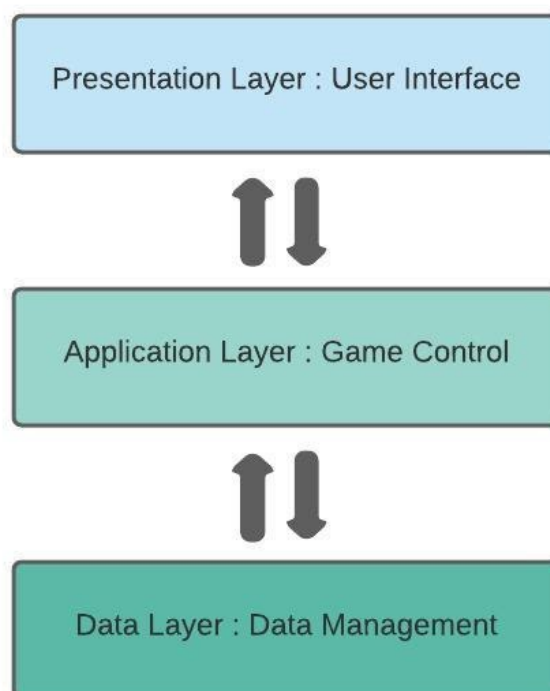 Presentation Layer : User Interface
Application Layer : Game Control
Data Layer : Data Management